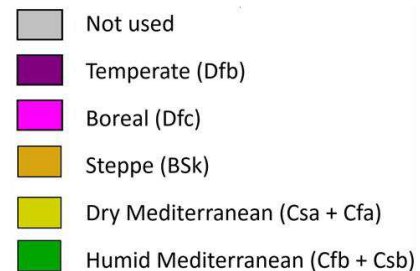 Not used
Temperate (Dfb)
Boreal (Dfc)
Steppe (BSk)
Dry Mediterranean (Csa + Cfa)
Humid Mediterranean (Cfb + Csb)